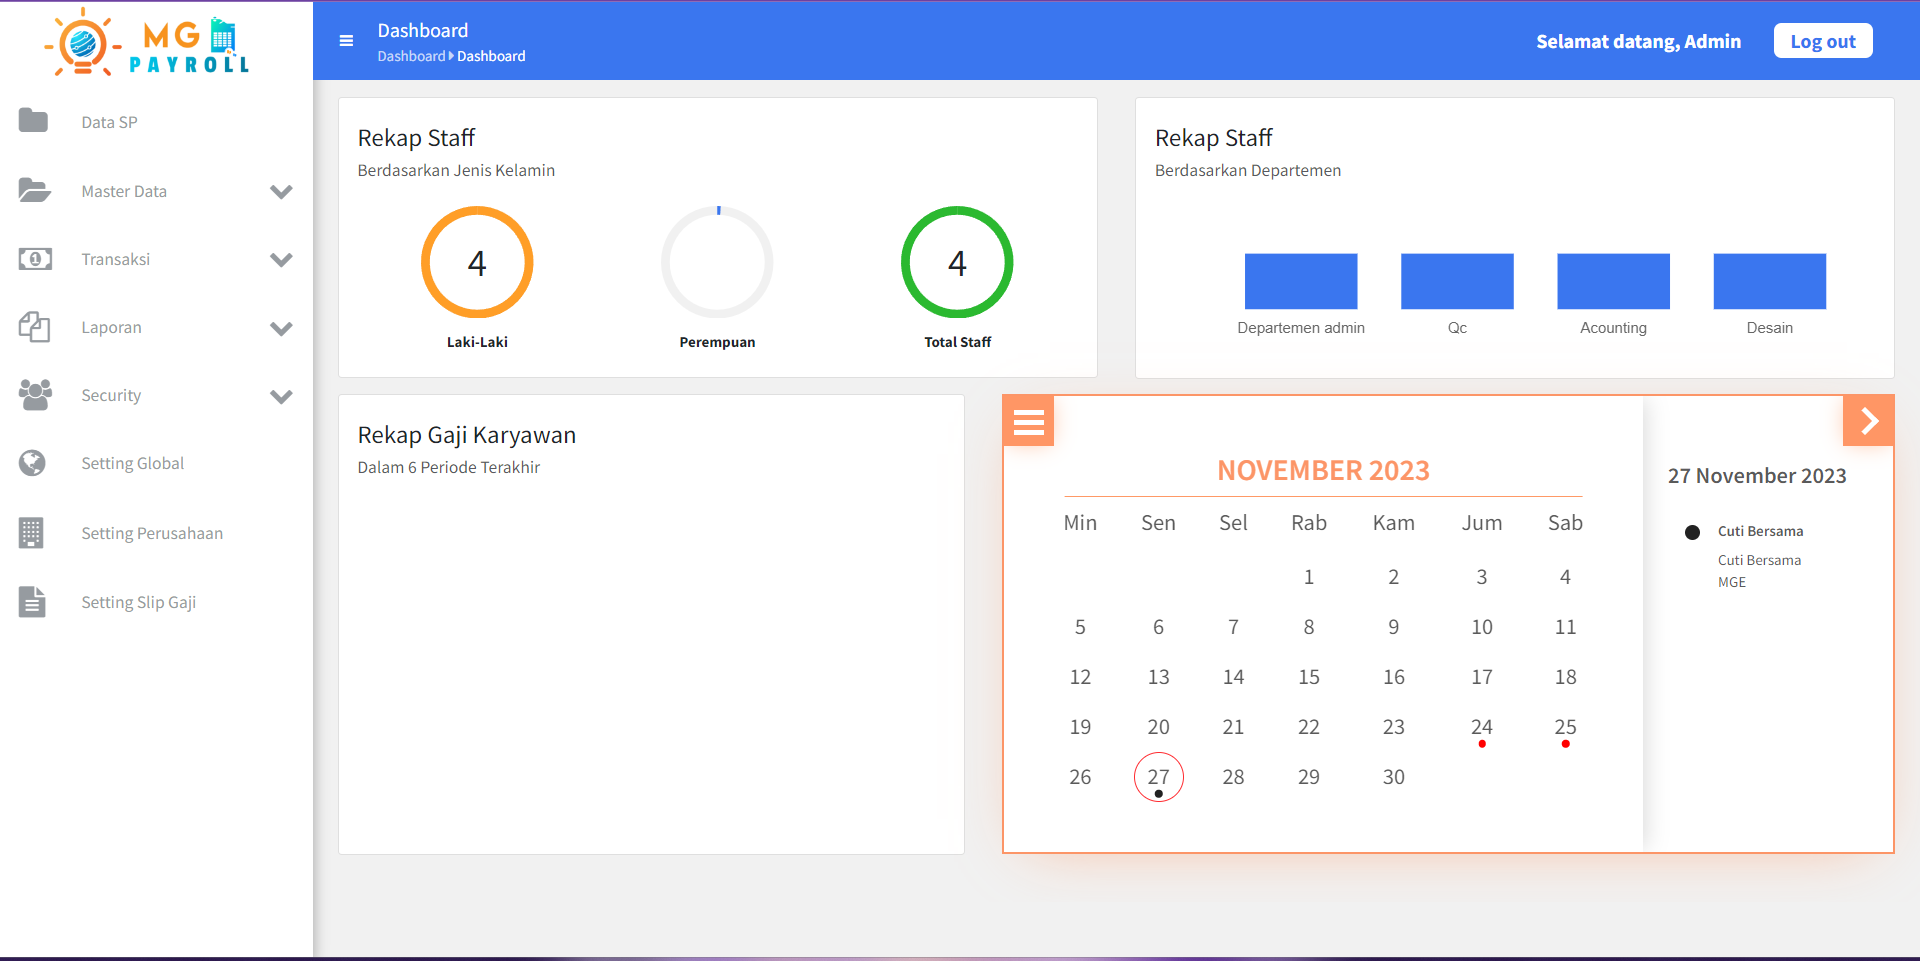 MG
PAYROLL
Data SP
Master Data
Transaksi
Laporan
Security
Setting Global
Setting Perusahaan
Setting Slip Gaji
Dashboard
Dashboard Dashboard
Selamat datang, Admin
Log out
Rekap Staff
Berdasarkan Jenis Kelamin
4
4
Laki-Laki
Perempuan
Total Staff
Rekap Staff
Berdasarkan Departemen
Departemen admin
Qc
Acounting
Desain
Rekap Gaji Karyawan
Dalam 6 Periode Terakhir
NOVEMBER 2023
Min Sen Sel Rab Kam Jum Sab
1 2 3 4
5 6 7 8 9 10 11
12 13 14 15 16 17 18
19 20 21 22 23 24 25
26 27 28 29 30
27 November 2023
Cuti Bersama
Cuti Bersama
MGE